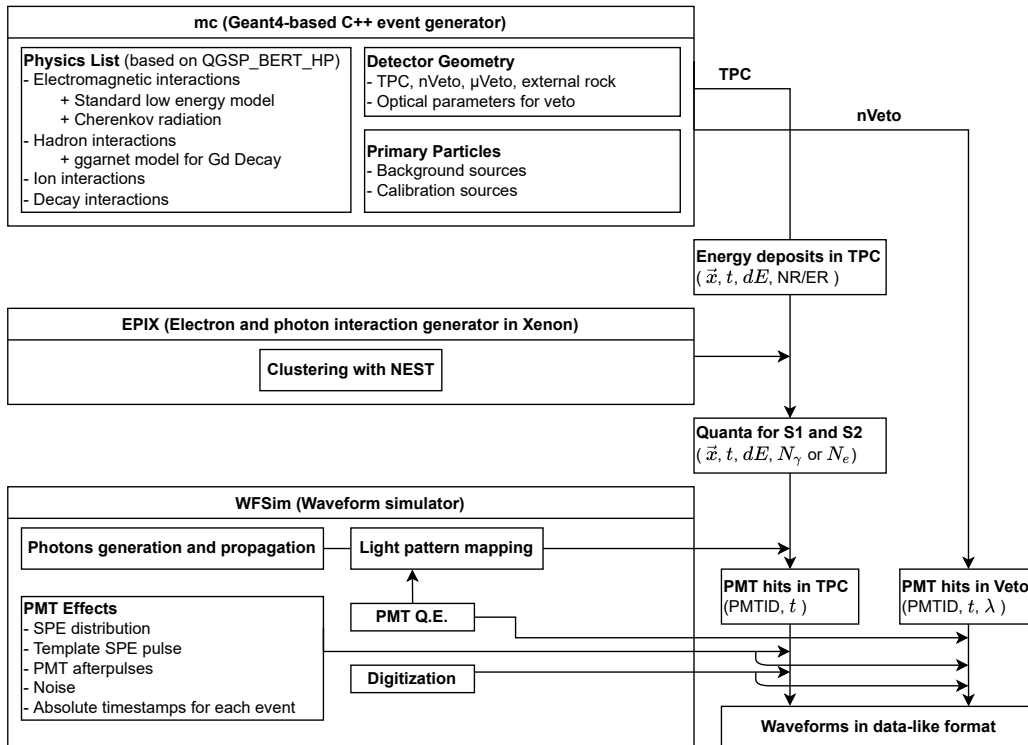 mc (Geant4-based C++ event generator)
Physics List (based on QGSP_BERT_HP)
- Electromagnetic interactions
+ Standard low energy model
+ Cherenkov radiation
- Hadron interactions
+ ggarnet model for Gd Decay
- Ion interactions
- Decay interactions
Detector Geometry
- TPC, nVeto, μVeto, external rock
- Optical parameters for veto
Primary Particles
- Background sources
- Calibration sources
TPC
nVeto
Energy deposits in TPC
( x⃗, t, dE, NR/ER )
EPIX (Electron and photon interaction generator in Xenon)
Clustering with NEST
Quanta for S1 and S2
( x⃗, t, dE, Nγ or Ne)
WFSim (Waveform simulator)
Photons generation and propagation
Light pattern mapping
PMT hits in TPC
(PMTID, t )
PMT hits in Veto
(PMTID, t, λ )
PMT Effects
- SPE distribution
- Template SPE pulse
- PMT afterpulses
- Noise
- Absolute timestamps for each event
PMT Q.E.
Digitization
Waveforms in data-like format